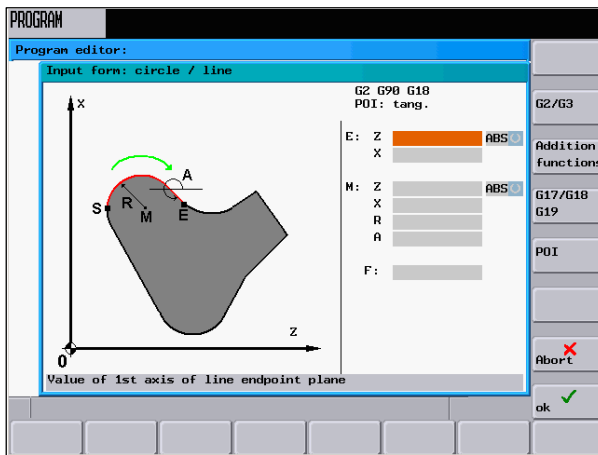 PROGRAM
Program editor:
Input form: circle / line
G2 G90 G18
POI: tang.
X
A
S
R
M
E
Z
0
E: Z ABS
X
M: Z ABS
X
R
A
F:
Value of 1st axis of line endpoint plane
G2/G3
Addition
functions
G17/G18
G19
POI
Abort
ok